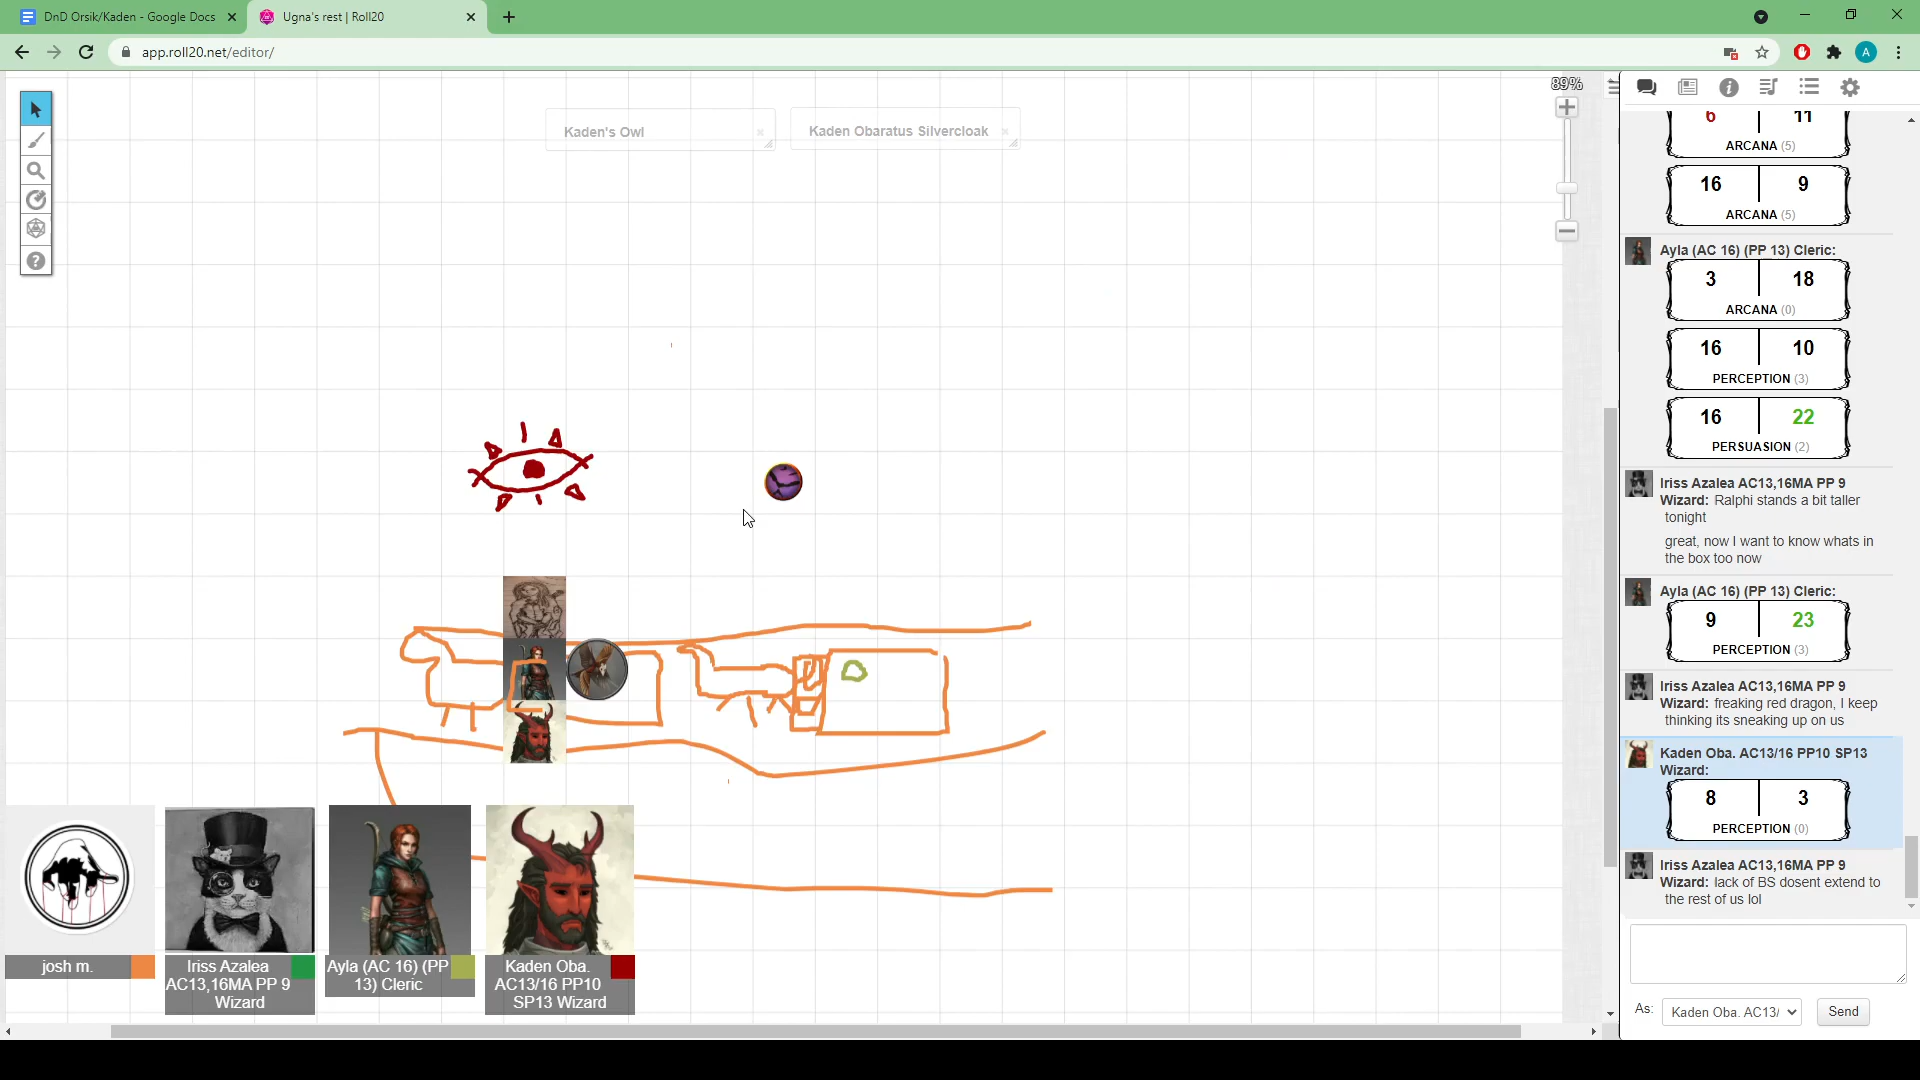 DnD Orsik/Kaden - Google Docs
Ugna's rest | Roll20
app.roll20.net/editor/
A
89%
Kaden's Owl
Kaden Obaratus Silvercloak
6 11
ARCANA (5)
16 9
ARCANA (5)
Ayla (AC 16) (PP 13) Cleric:
3 18
ARCANA (0)
16 10
PERCEPTION (3)
16 22
PERSUASION (2)
Iriss Azalea AC13,16MA PP 9
Wizard: Ralphi stands a bit taller
tonight
great, now I want to know whats in
the box too now
Ayla (AC 16) (PP 13) Cleric:
9 23
PERCEPTION (3)
Iriss Azalea AC13,16MA PP 9
Wizard: freaking red dragon, I keep
thinking its sneaking up on us
Kaden Oba. AC13/16 PP10 SP13
Wizard:
8 3
PERCEPTION (0)
Iriss Azalea AC13,16MA PP 9
Wizard: lack of BS dosent extend to
the rest of us lol
As: Kaden Oba. AC13/ Send
josh m.
Iriss Azalea
AC13,16MA PP 9
Wizard
Ayla (AC 16) (PP
13) Cleric
Kaden Oba.
AC13/16 PP10
SP13 Wizard